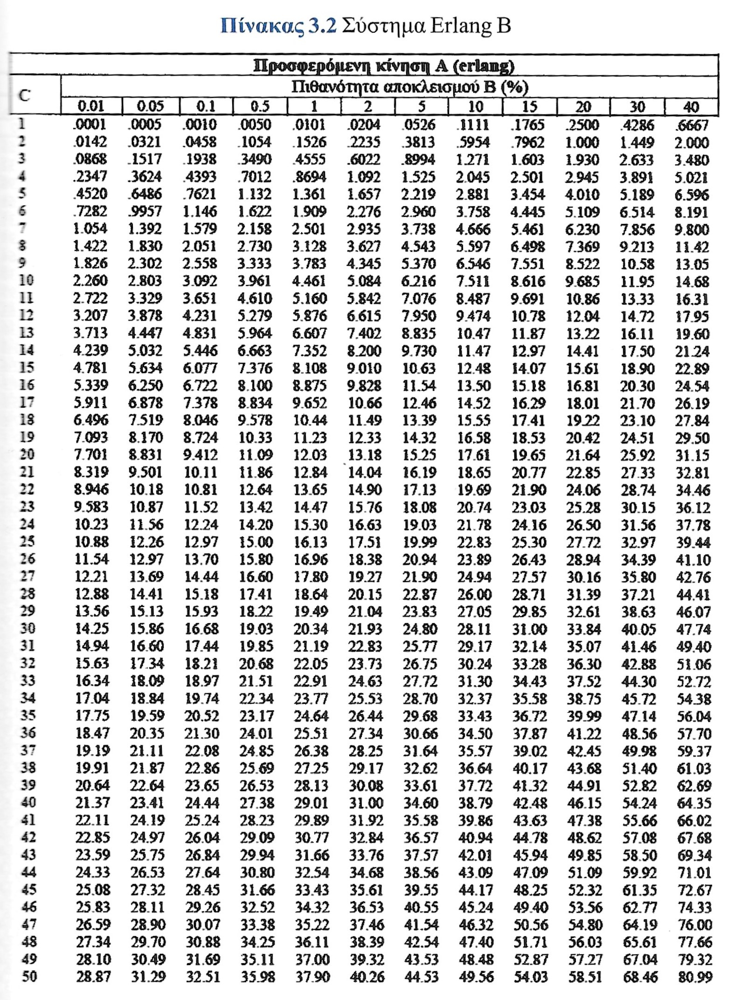 Πίνακας 3.2 Σύστημα Erlang B
Προσφερόμενη κίνηση A (erlang)
C
Πιθανότητα αποκλεισμού B (%)
0.01 0.05 0.1 0.5 1 2 5 10 15 20 30 40
1 .0001 .0005 .0010 .0050 .0101 .0204 .0526 .1111 .1765 .2500 .4286 .6667
2 .0142 .0321 .0458 .1054 .1526 .2235 .3813 .5954 .7962 1.000 1.449 2.000
3 .0868 .1517 .1938 .3490 .4555 .6022 .8994 1.271 1.603 1.930 2.633 3.480
4 .2347 .3624 .4393 .7012 .8694 1.092 1.525 2.045 2.501 2.945 3.891 5.021
5 .4520 .6486 .7621 1.132 1.361 1.657 2.219 2.881 3.454 4.010 5.189 6.596
6 .7282 .9957 1.146 1.622 1.909 2.276 2.960 3.758 4.445 5.109 6.514 8.191
7 1.054 1.392 1.579 2.158 2.501 2.935 3.738 4.666 5.461 6.230 7.856 9.800
8 1.422 1.830 2.051 2.730 3.128 3.627 4.543 5.597 6.498 7.369 9.213 11.42
9 1.826 2.302 2.558 3.333 3.783 4.345 5.370 6.546 7.551 8.522 10.58 13.05
10 2.260 2.803 3.092 3.961 4.461 5.084 6.216 7.511 8.616 9.685 11.95 14.68
11 2.722 3.329 3.651 4.610 5.160 5.842 7.076 8.487 9.691 10.86 13.33 16.31
12 3.207 3.878 4.231 5.279 5.876 6.615 7.950 9.474 10.78 12.04 14.72 17.95
13 3.713 4.447 4.831 5.964 6.607 7.402 8.835 10.47 11.87 13.22 16.11 19.60
14 4.239 5.032 5.446 6.663 7.352 8.200 9.730 11.47 12.97 14.41 17.50 21.24
15 4.781 5.634 6.077 7.376 8.108 9.010 10.63 12.48 14.07 15.61 18.90 22.89
16 5.339 6.250 6.722 8.100 8.875 9.828 11.54 13.50 15.18 16.81 20.30 24.54
17 5.911 6.878 7.378 8.834 9.652 10.66 12.46 14.52 16.29 18.01 21.70 26.19
18 6.496 7.519 8.046 9.578 10.44 11.49 13.39 15.55 17.41 19.22 23.10 27.84
19 7.093 8.170 8.724 10.33 11.23 12.33 14.32 16.58 18.53 20.42 24.51 29.50
20 7.701 8.831 9.412 11.09 12.03 13.18 15.25 17.61 19.65 21.64 25.92 31.15
21 8.319 9.501 10.11 11.86 12.84 14.04 16.19 18.65 20.77 22.85 27.33 32.81
22 8.946 10.18 10.81 12.64 13.65 14.90 17.13 19.69 21.90 24.06 28.74 34.46
23 9.583 10.87 11.52 13.42 14.47 15.76 18.08 20.74 23.03 25.28 30.15 36.12
24 10.23 11.56 12.24 14.20 15.30 16.63 19.03 21.78 24.16 26.50 31.56 37.78
25 10.88 12.26 12.97 15.00 16.13 17.51 19.99 22.83 25.30 27.72 32.97 39.44
26 11.54 12.97 13.70 15.80 16.96 18.38 20.94 23.89 26.43 28.94 34.39 41.10
27 12.21 13.69 14.44 16.60 17.80 19.27 21.90 24.94 27.57 30.16 35.80 42.76
28 12.88 14.41 15.18 17.41 18.64 20.15 22.87 26.00 28.71 31.39 37.21 44.41
29 13.56 15.13 15.93 18.22 19.49 21.04 23.83 27.05 29.85 32.61 38.63 46.07
30 14.25 15.86 16.68 19.03 20.34 21.93 24.80 28.11 31.00 33.84 40.05 47.74
31 14.94 16.60 17.44 19.85 21.19 22.83 25.77 29.17 32.14 35.07 41.46 49.40
32 15.63 17.34 18.21 20.68 22.05 23.73 26.75 30.24 33.28 36.30 42.88 51.06
33 16.34 18.09 18.97 21.51 22.91 24.63 27.72 31.30 34.43 37.52 44.30 52.72
34 17.04 18.84 19.74 22.34 23.77 25.53 28.70 32.37 35.58 38.75 45.72 54.38
35 17.75 19.59 20.52 23.17 24.64 26.44 29.68 33.43 36.72 39.99 47.14 56.04
36 18.47 20.35 21.30 24.01 25.51 27.34 30.66 34.50 37.87 41.22 48.56 57.70
37 19.19 21.11 22.08 24.85 26.38 28.25 31.64 35.57 39.02 42.45 49.98 59.37
38 19.91 21.87 22.86 25.69 27.25 29.17 32.62 36.64 40.17 43.68 51.40 61.03
39 20.64 22.64 23.65 26.53 28.13 30.08 33.61 37.72 41.32 44.91 52.82 62.69
40 21.37 23.41 24.44 27.38 29.01 31.00 34.60 38.79 42.48 46.15 54.24 64.35
41 22.11 24.19 25.24 28.23 29.89 31.92 35.58 39.86 43.63 47.38 55.66 66.02
42 22.85 24.97 26.04 29.09 30.77 32.84 36.57 40.94 44.78 48.62 57.08 67.68
43 23.59 25.75 26.84 29.94 31.66 33.76 37.57 42.01 45.94 49.85 58.50 69.34
44 24.33 26.53 27.64 30.80 32.54 34.68 38.56 43.09 47.09 51.09 59.92 71.01
45 25.08 27.32 28.45 31.66 33.43 35.61 39.55 44.17 48.25 52.32 61.35 72.67
46 25.83 28.11 29.26 32.52 34.32 36.53 40.55 45.24 49.40 53.56 62.77 74.33
47 26.59 28.90 30.07 33.38 35.22 37.46 41.54 46.32 50.56 54.80 64.19 76.00
48 27.34 29.70 30.88 34.25 36.11 38.39 42.54 47.40 51.71 56.03 65.61 77.66
49 28.10 30.49 31.69 35.11 37.00 39.32 43.53 48.48 52.87 57.27 67.04 79.32
50 28.87 31.29 32.51 35.98 37.90 40.26 44.53 49.56 54.03 58.51 68.46 80.99